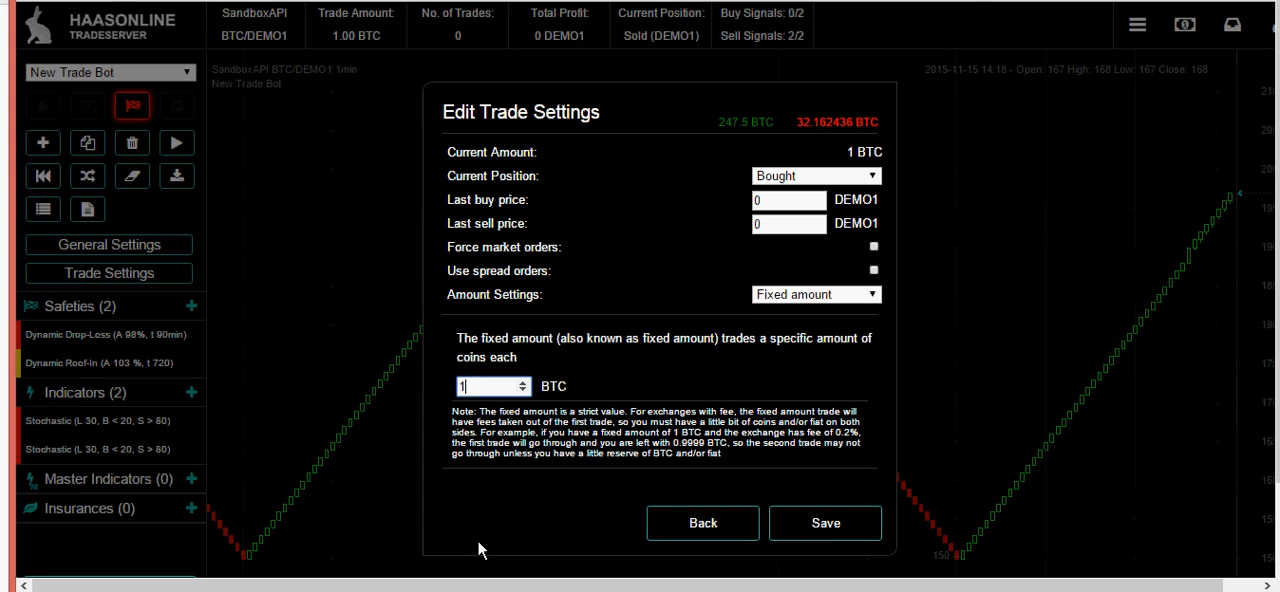 HAASONLINE
TRADESERVER
SandboxAPI
BTC/DEMO1
Trade Amount:
1.00 BTC
No. of Trades:
0
Total Profit:
0 DEMO1
Current Position:
Sold (DEMO1)
Buy Signals: 0/2
Sell Signals: 2/2
New Trade Bot
SandboxAPI BTC/DEMO1 1min
New Trade Bot
2015-11-15 14:18 - Open: 167 High: 168 Low: 167 Close: 168
General Settings
Trade Settings
Safeties (2)
Dynamic Drop-Loss (A 98%, t 90min)
Dynamic Roof-In (A 103 %, t 720)
Indicators (2)
Stochastic (L 30, B < 20, S > 80)
Stochastic (L 30, B < 20, S > 80)
Master Indicators (0)
Insurances (0)
Edit Trade Settings
247.5 BTC 32.162436 BTC
Current Amount: 1 BTC
Current Position: Bought
Last buy price: 0 DEMO1
Last sell price: 0 DEMO1
Force market orders:
Use spread orders:
Amount Settings: Fixed amount
The fixed amount (also known as fixed amount) trades a specific amount of
coins each
1 BTC
Note: The fixed amount is a strict value. For exchanges with fee, the fixed amount trade will
have fees taken out of the first trade, so you must have a little bit of coins and/or fiat on both
sides. For example, if you have a fixed amount of 1 BTC and the exchange has fee of 0.2%,
the first trade will go through and you are left with 0.9999 BTC, so the second trade may not
go through unless you have a little reserve of BTC and/or fiat
Back
Save
150